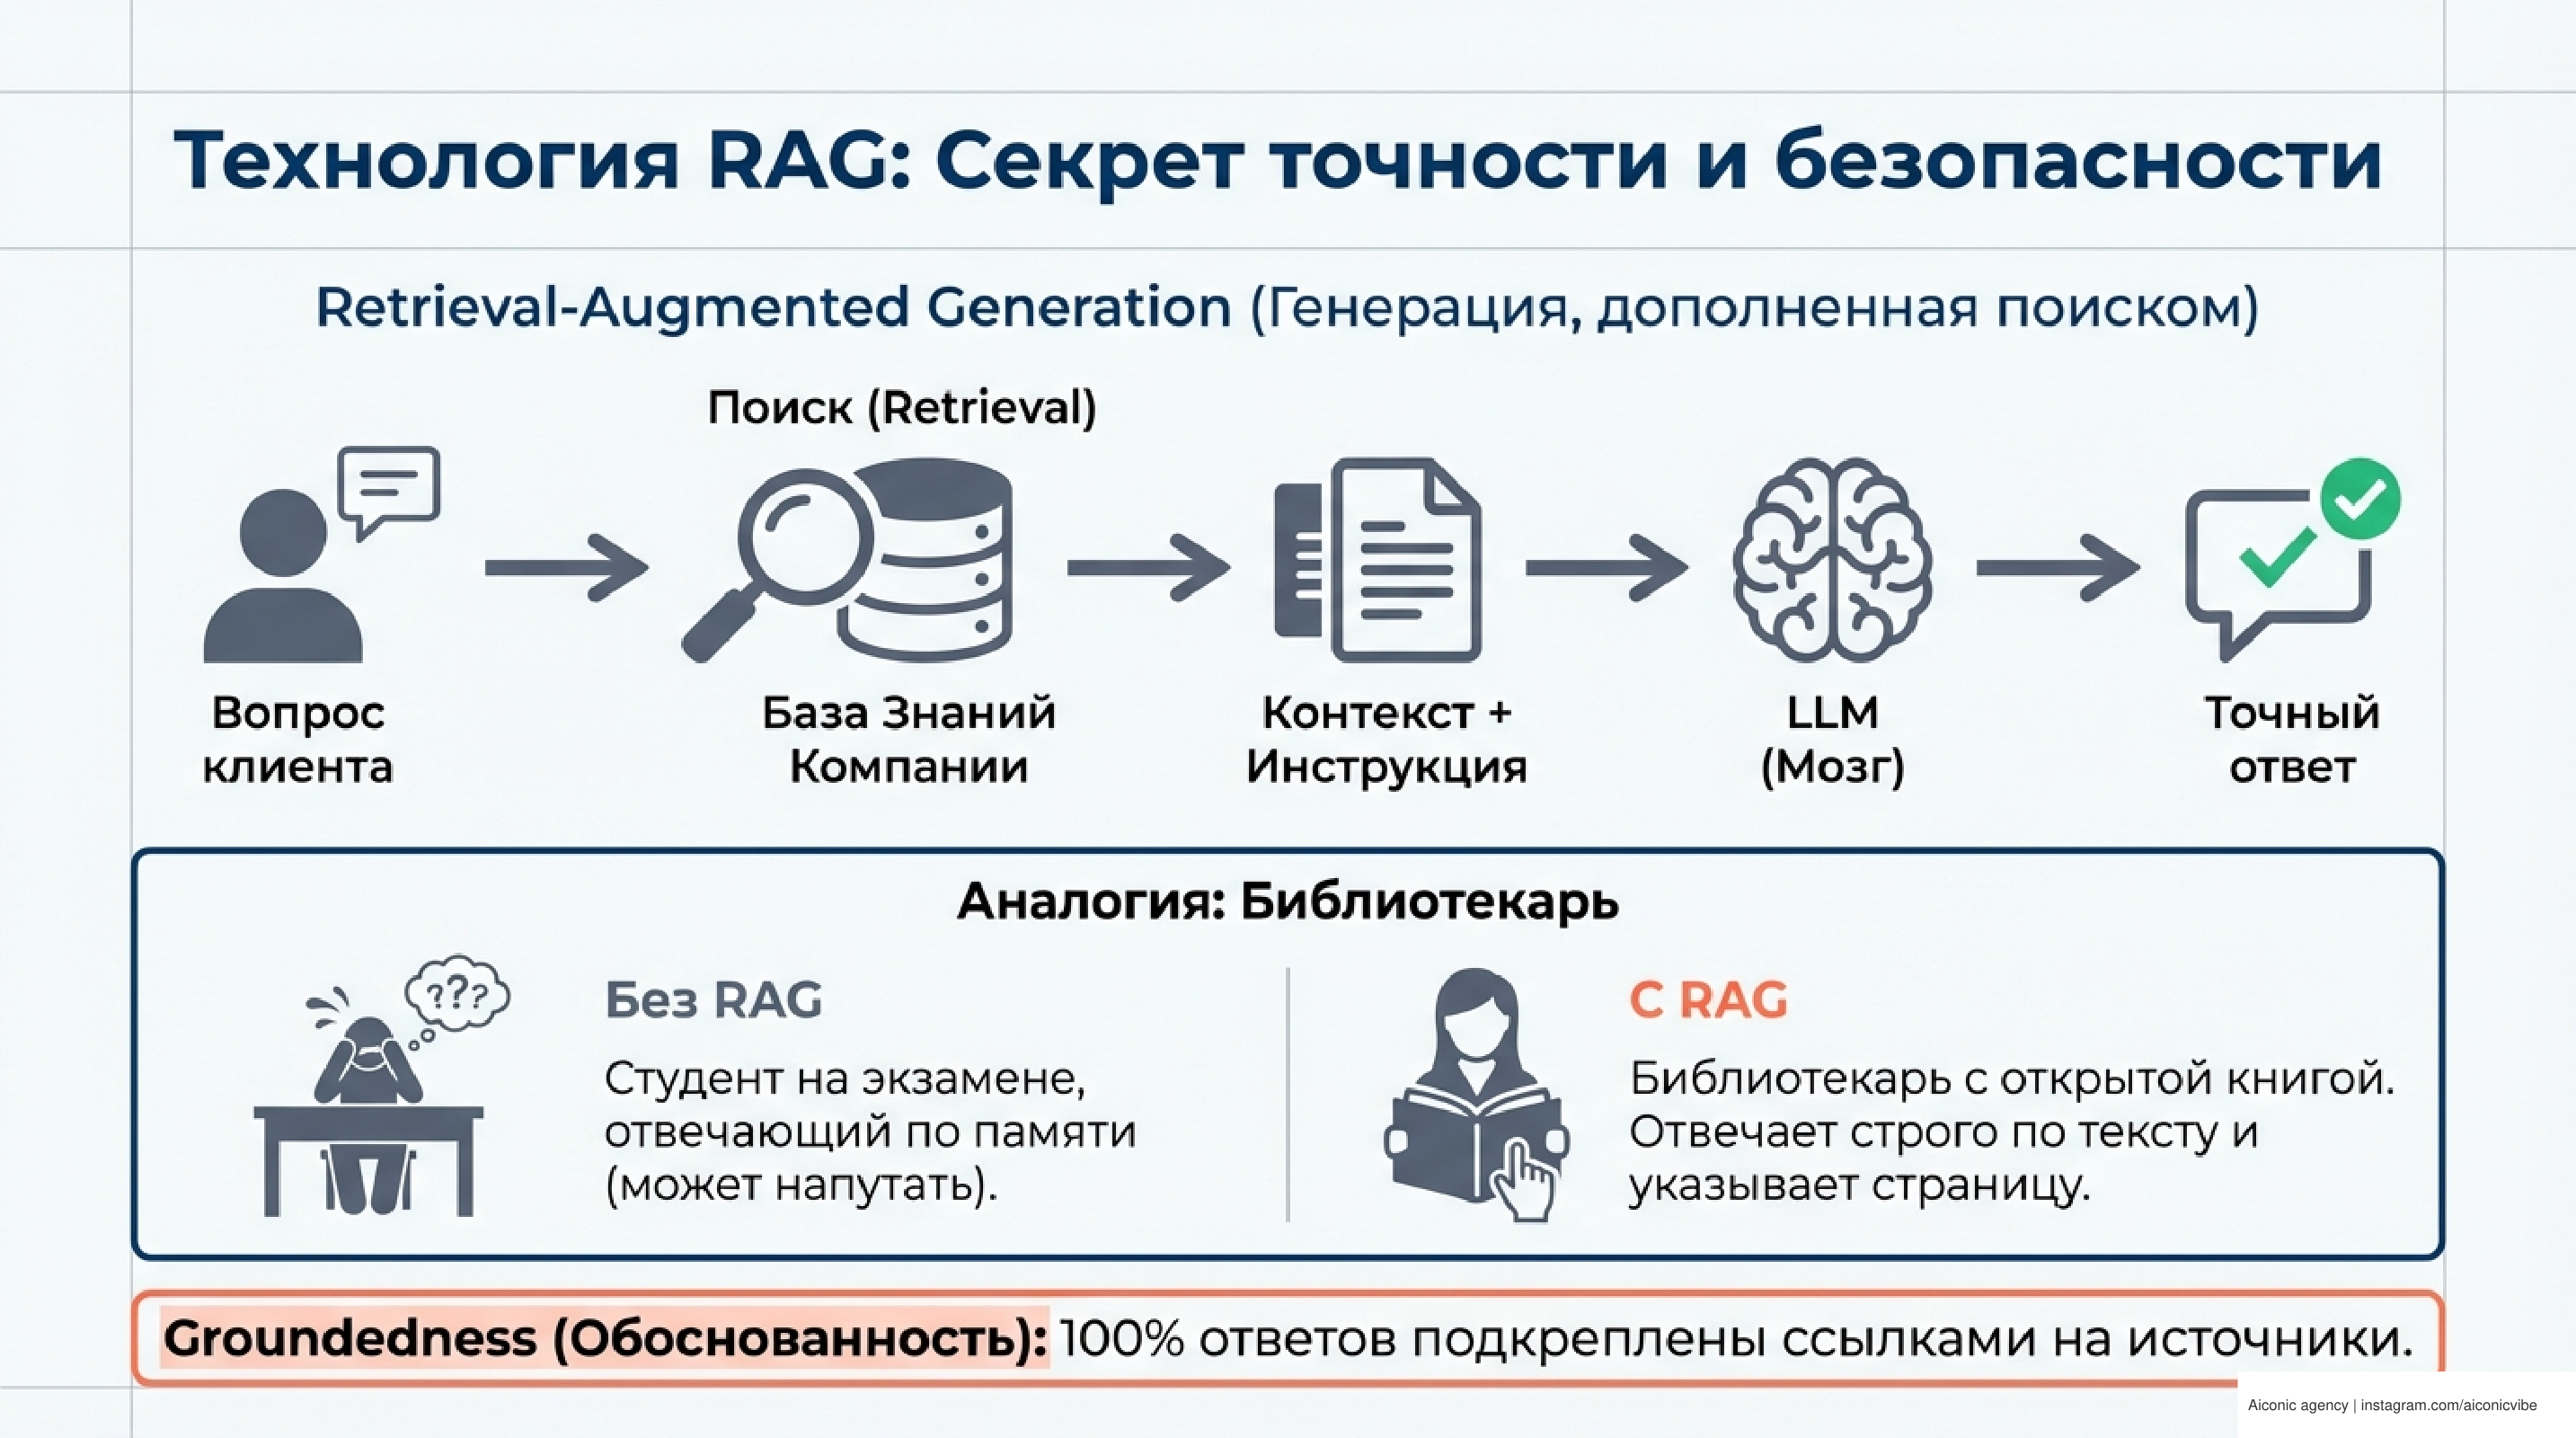 Технология RAG: Секрет точности и безопасности
Retrieval-Augmented Generation (Генерация, дополненная поиском)
Поиск (Retrieval)
Вопрос
клиента
База Знаний
Компании
Контекст +
Инструкция
LLM
(Мозг)
Точный
ответ
Аналогия: Библиотекарь
???
Без RAG
Студент на экзамене,
отвечающий по памяти
(может напутать).
С RAG
Библиотекарь с открытой книгой.
Отвечает строго по тексту и
указывает страницу.
Groundedness (Обоснованность): 100% ответов подкреплены ссылками на источники.
Aiconic agency | instagram.com/aiconicvibe